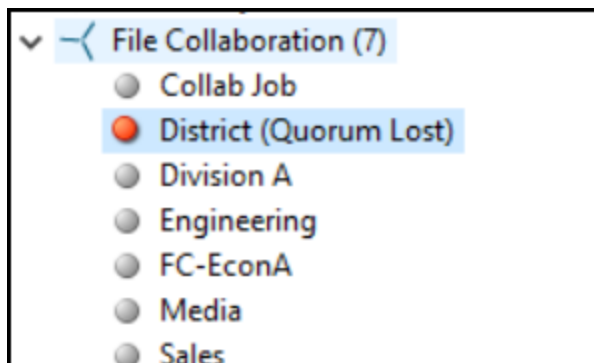 File Collaboration (7)
Collab Job
District (Quorum Lost)
Division A
Engineering
FC-EconA
Media
Sales